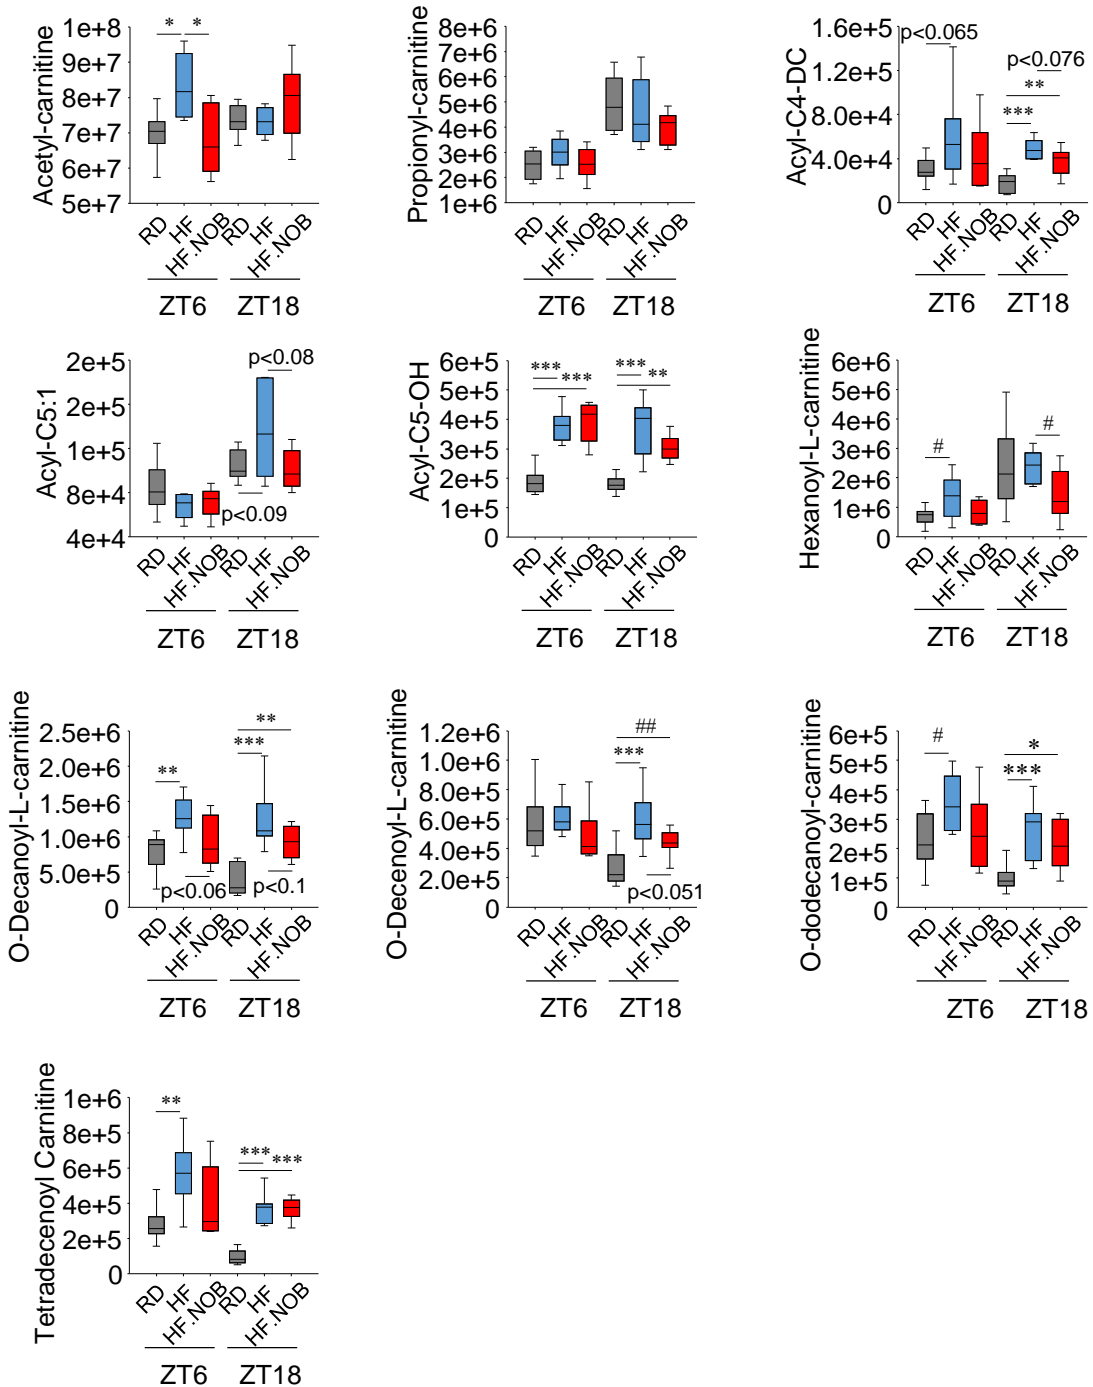 Acetyl-carnitine
1e+8
9e+7
8e+7
7e+7
6e+7
5e+7
* *
RD HF HF.NOB RD HF HF.NOB
ZT6 ZT18
Propionyl-carnitine
8e+6
7e+6
6e+6
5e+6
4e+6
3e+6
2e+6
1e+6
RD HF HF.NOB RD HF HF.NOB
ZT6 ZT18
Acyl-C4-DC
1.6e+5
1.2e+5
8.0e+4
4.0e+4
0
p<0.065
p<0.076
**
***
RD HF HF.NOB RD HF HF.NOB
ZT6 ZT18
Acyl-C5:1
2e+5
2e+5
1e+5
8e+4
4e+4
p<0.08
p<0.09
RD HF HF.NOB RD HF HF.NOB
ZT6 ZT18
Acyl-C5-OH
6e+5
5e+5
4e+5
3e+5
2e+5
1e+5
0
*** ***
*** **
RD HF HF.NOB RD HF HF.NOB
ZT6 ZT18
Hexanoyl-L-carnitine
6e+6
5e+6
4e+6
3e+6
2e+6
1e+6
0
# #
RD HF HF.NOB RD HF HF.NOB
ZT6 ZT18
O-Decanoyl-L-carnitine
2.5e+6
2.0e+6
1.5e+6
1.0e+6
5.0e+5
0
**
**
***
p<0.06
p<0.1
RD HF HF.NOB RD HF HF.NOB
ZT6 ZT18
O-Decenoyl-L-carnitine
1.2e+6
1.0e+6
8.0e+5
6.0e+5
4.0e+5
2.0e+5
0
##
***
p<0.051
RD HF HF.NOB RD HF HF.NOB
ZT6 ZT18
O-dodecanoyl-carnitine
6e+5
5e+5
4e+5
3e+5
2e+5
1e+5
0
#
*
***
RD HF HF.NOB RD HF HF.NOB
ZT6 ZT18
Tetradecenoyl Carnitine
1e+6
8e+5
6e+5
4e+5
2e+5
0
**
*** ***
RD HF HF.NOB RD HF HF.NOB
ZT6 ZT18